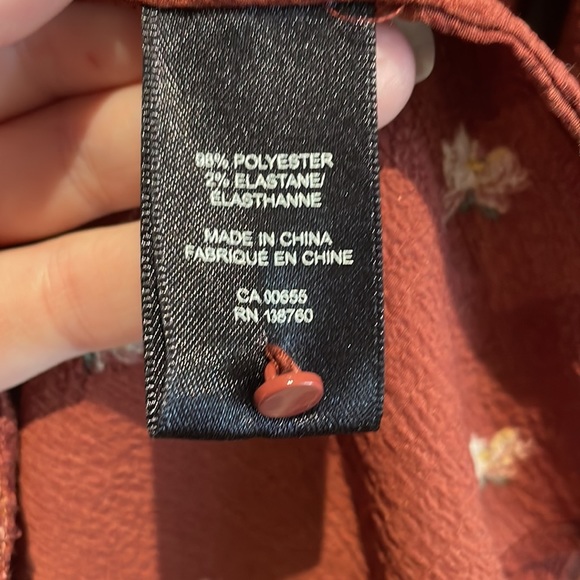 98% POLYESTER
2% ELASTANE/
ÉLASTHANNE
MADE IN CHINA
FABRIQUÉ EN CHINE
CA 00655
RN 138760